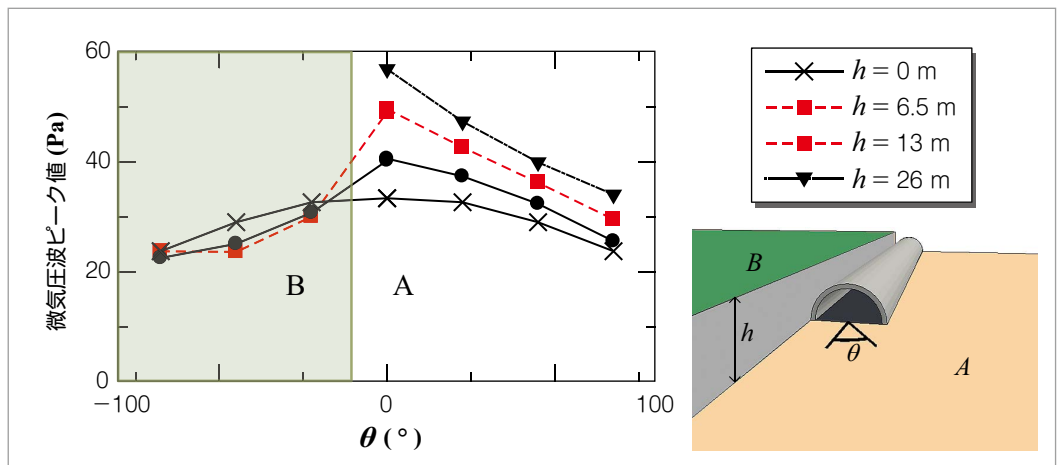 60
40
20
0
−100
0
100
微気圧波ピーク値 (Pa)
θ (°)
B
A
h = 0 m
h = 6.5 m
h = 13 m
h = 26 m
B
h
θ
A